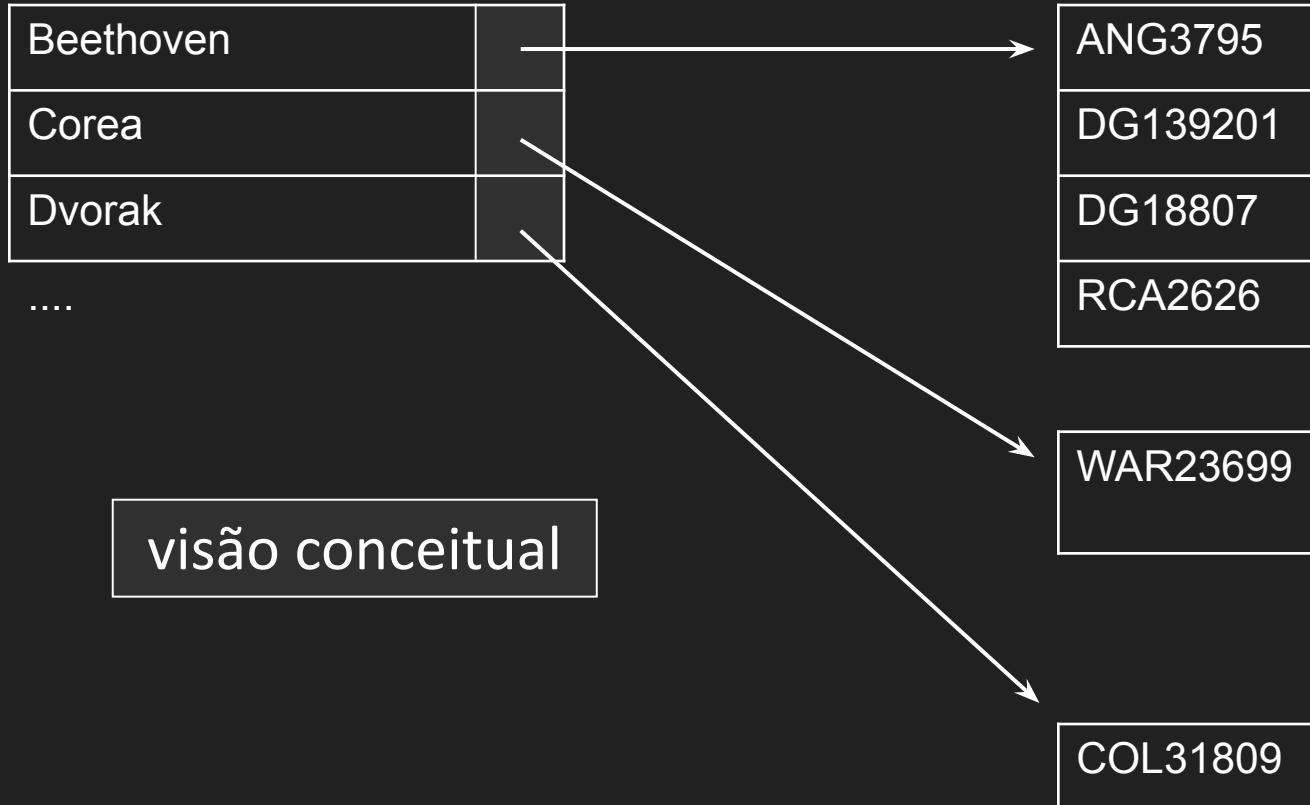 Beethoven
Corea
Dvorak
....
visão conceitual
ANG3795
DG139201
DG18807
RCA2626
WAR23699
COL31809